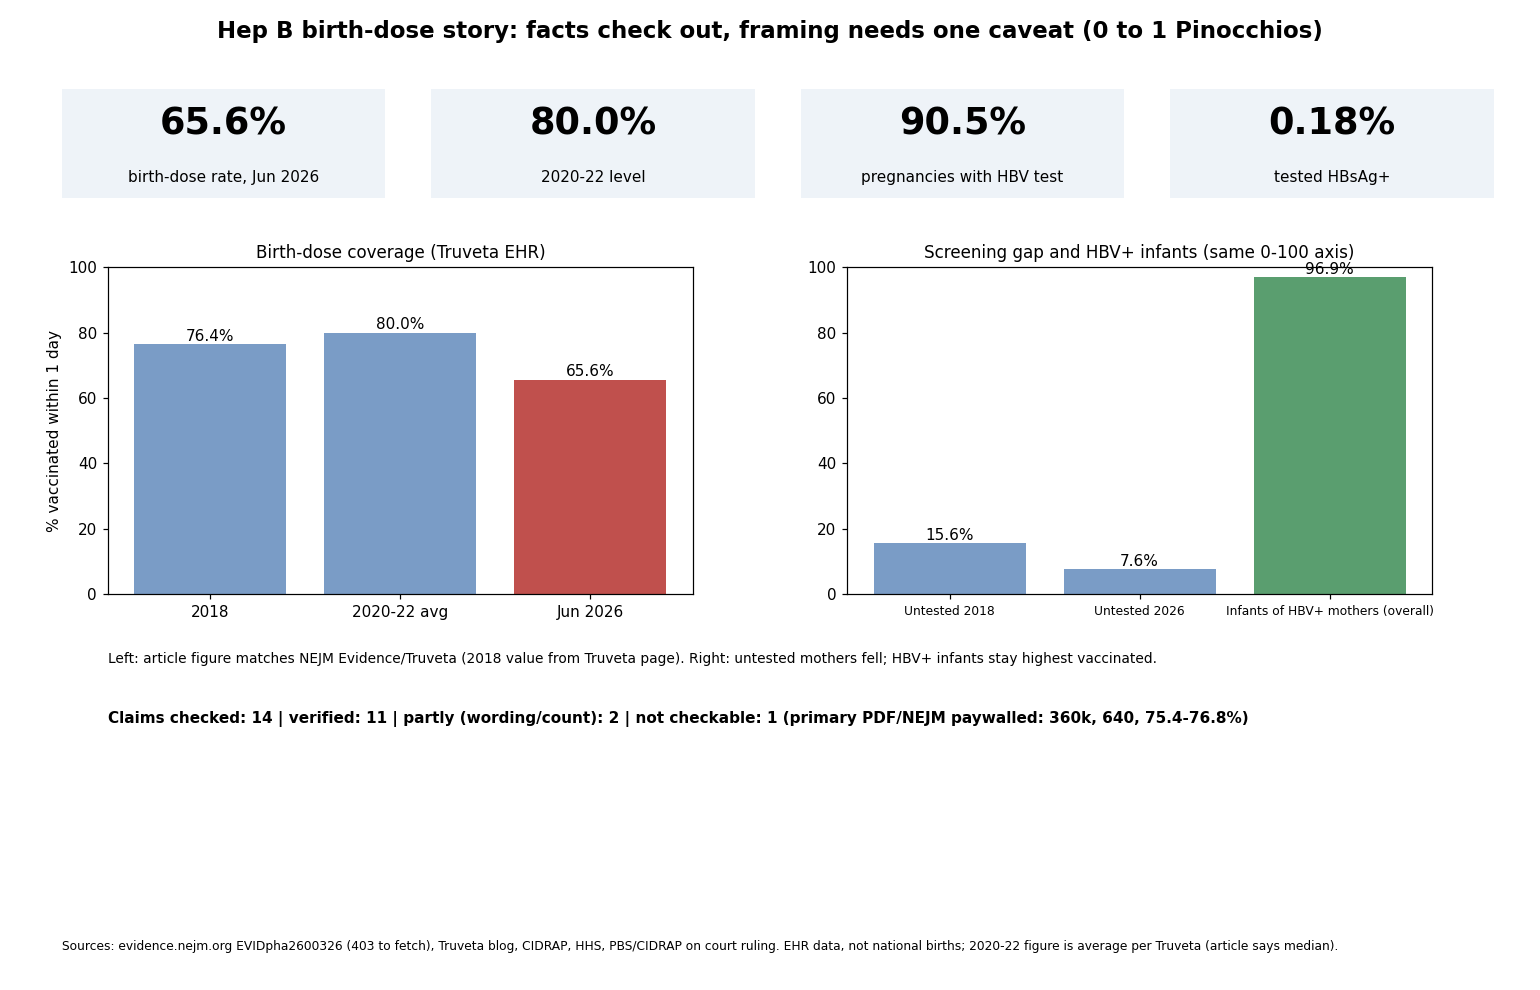 Hep B birth-dose story: facts check out, framing needs one caveat (0 to 1 Pinocchios)
65.6%
birth-dose rate, Jun 2026
80.0%
2020-22 level
90.5%
pregnancies with HBV test
0.18%
tested HBsAg+
Birth-dose coverage (Truveta EHR)
% vaccinated within 1 day
100
80
60
40
20
0
76.4%
80.0%
65.6%
2018
2020-22 avg
Jun 2026
Screening gap and HBV+ infants (same 0-100 axis)
100
80
60
40
20
0
15.6%
7.6%
96.9%
Untested 2018
Untested 2026
Infants of HBV+ mothers (overall)
Left: article figure matches NEJM Evidence/Truveta (2018 value from Truveta page). Right: untested mothers fell; HBV+ infants stay highest vaccinated.
Claims checked: 14 | verified: 11 | partly (wording/count): 2 | not checkable: 1 (primary PDF/NEJM paywalled: 360k, 640, 75.4-76.8%)
Sources: evidence.nejm.org EVIDpha2600326 (403 to fetch), Truveta blog, CIDRAP, HHS, PBS/CIDRAP on court ruling. EHR data, not national births; 2020-22 figure is average per Truveta (article says median).